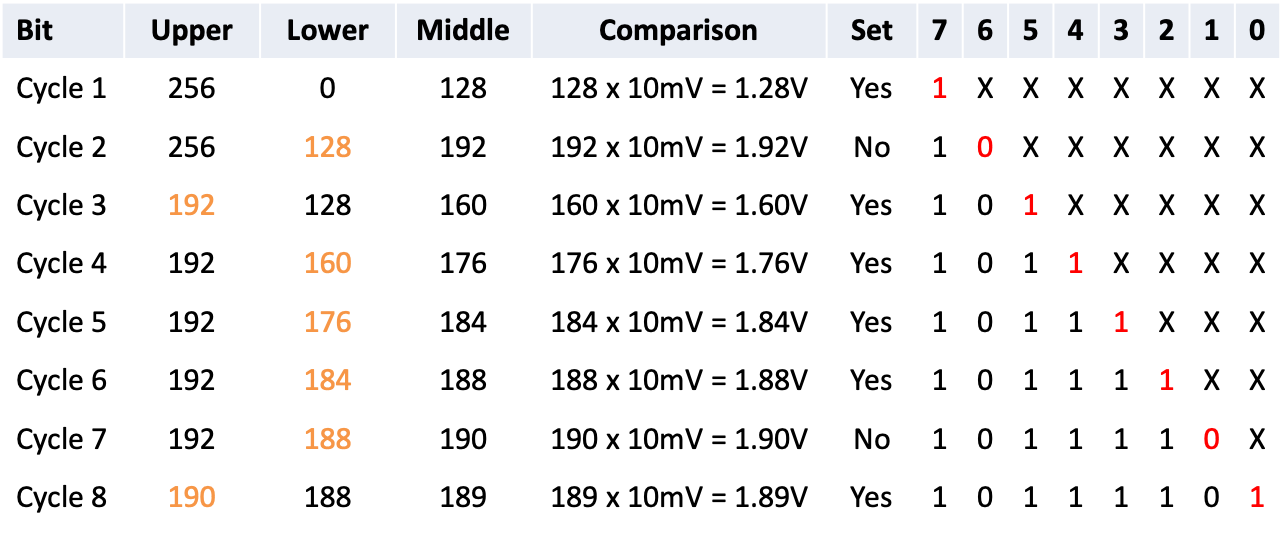 Bit Upper Lower Middle Comparison Set 7 6 5 4 3 2 1 0
Cycle 1 256 0 128 128 x 10mV = 1.28V Yes 1 X X X X X X X
Cycle 2 256 128 192 192 x 10mV = 1.92V No 1 0 X X X X X X
Cycle 3 192 128 160 160 x 10mV = 1.60V Yes 1 0 1 X X X X X
Cycle 4 192 160 176 176 x 10mV = 1.76V Yes 1 0 1 1 X X X X
Cycle 5 192 176 184 184 x 10mV = 1.84V Yes 1 0 1 1 1 X X X
Cycle 6 192 184 188 188 x 10mV = 1.88V Yes 1 0 1 1 1 1 X X
Cycle 7 192 188 190 190 x 10mV = 1.90V No 1 0 1 1 1 1 0 X
Cycle 8 190 188 189 189 x 10mV = 1.89V Yes 1 0 1 1 1 1 0 1